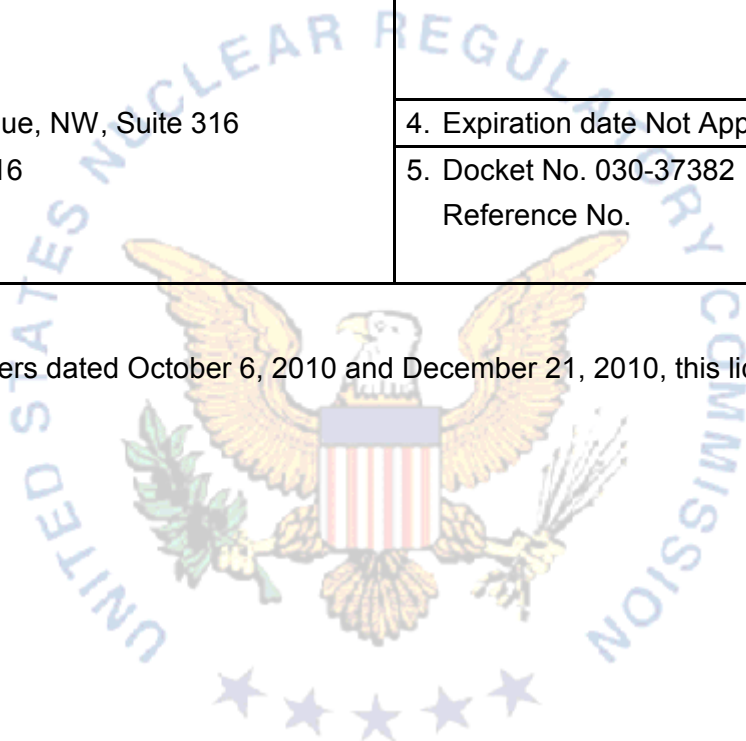 UNITED STATES NUCLEAR REGULATORY COMMISSION
ue, NW, Suite 316
4. Expiration date Not App
16
5. Docket No. 030-37382
Reference No.
ers dated October 6, 2010 and December 21, 2010, this lic